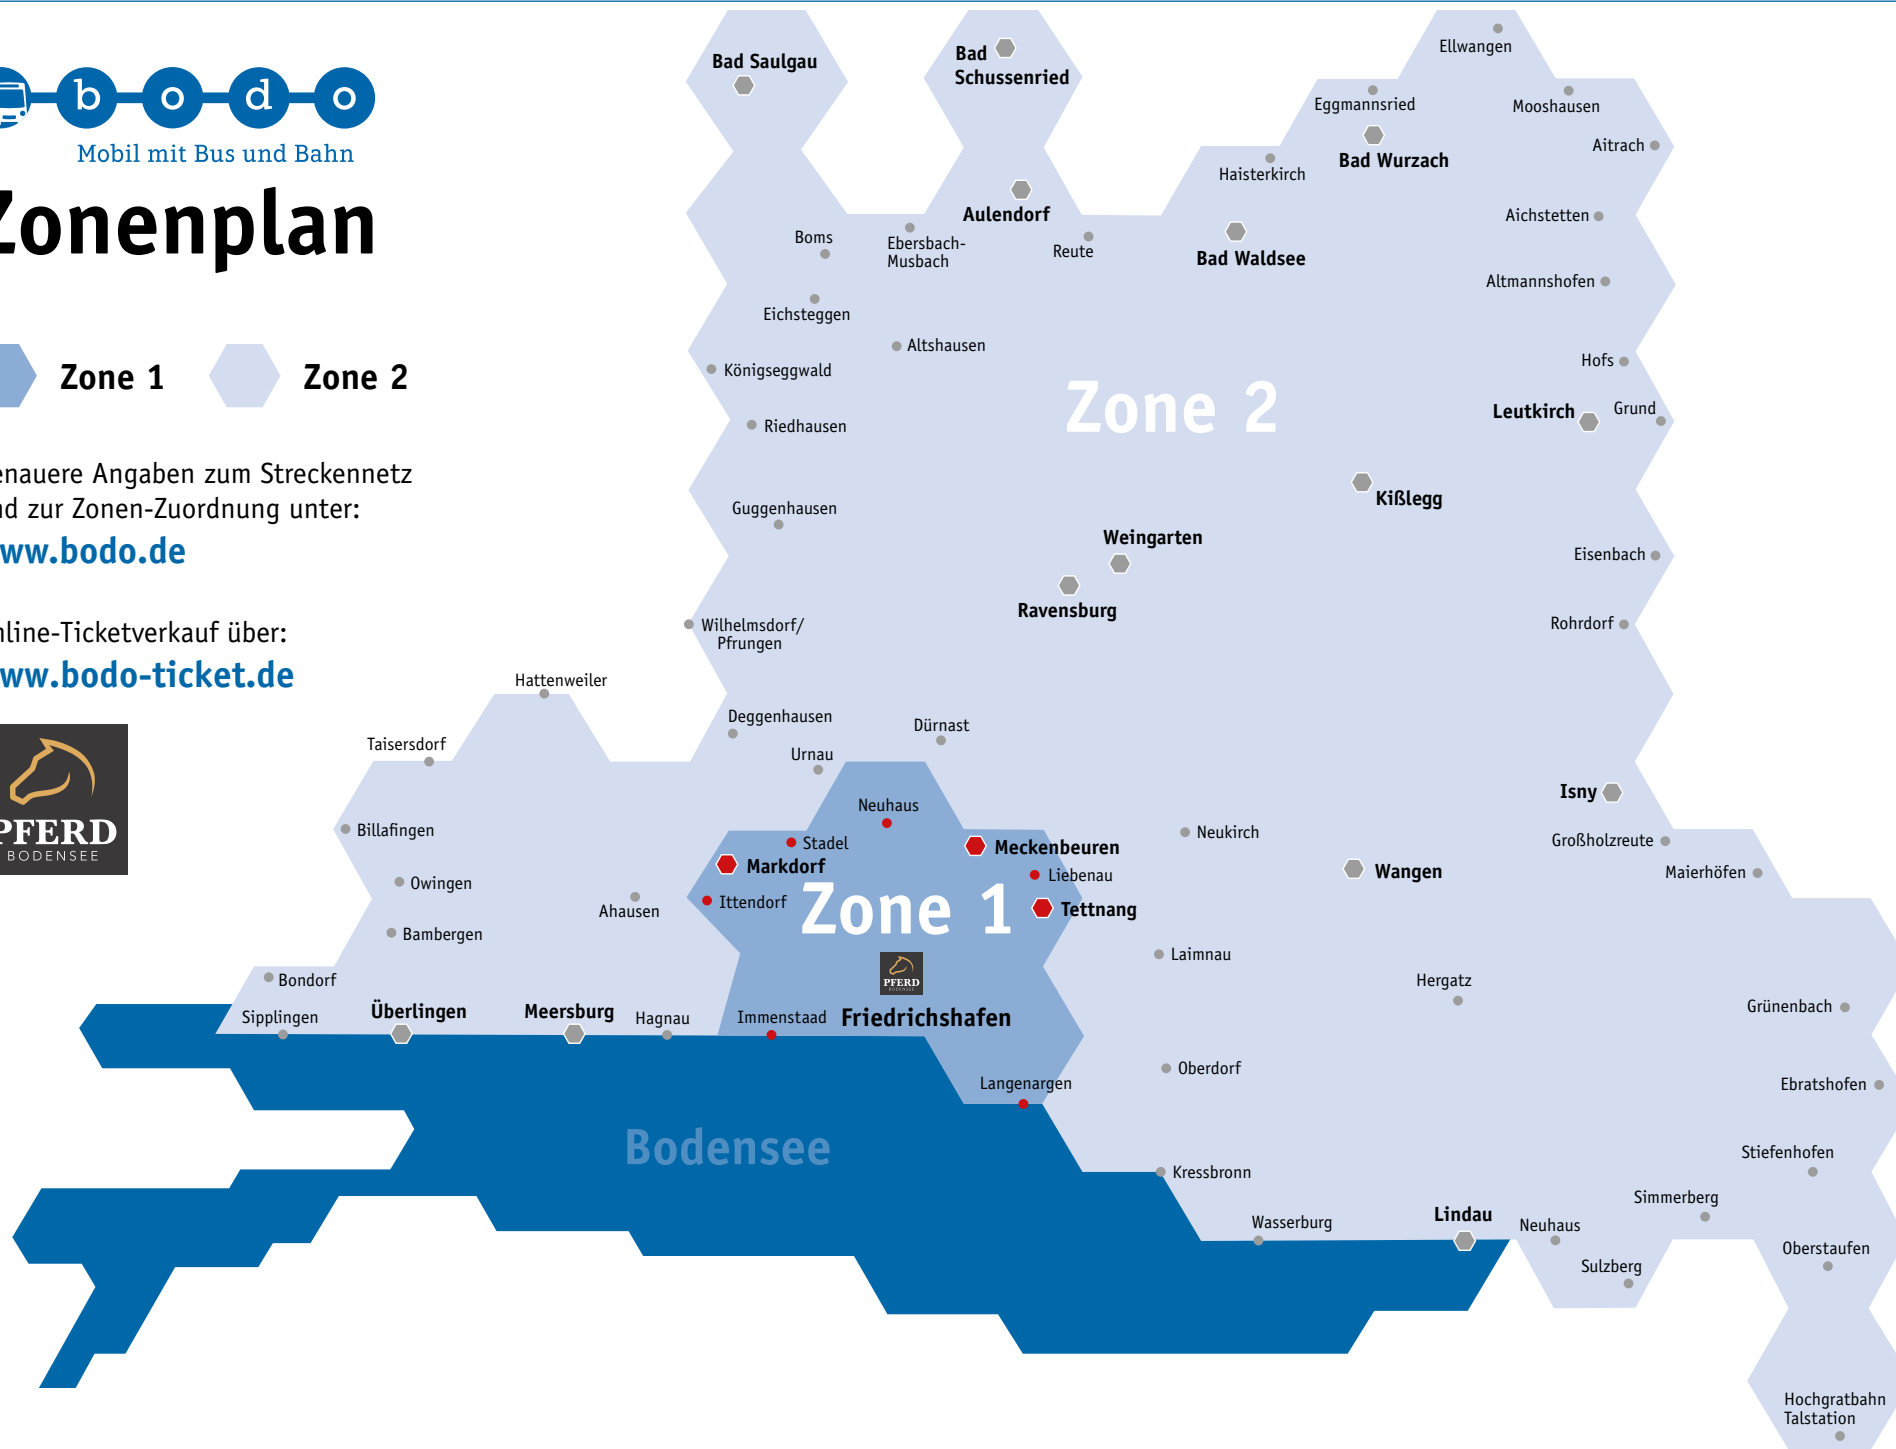 b o d o
Mobil mit Bus und Bahn
Zonenplan
Zone 1
Zone 2
enauere Angaben zum Streckennetz
nd zur Zonen-Zuordnung unter:
ww.bodo.de
nline-Ticketverkauf über:
ww.bodo-ticket.de
PFERD
BODENSEE
Bad Saulgau
Bad
Schussenried
Ellwangen
Eggmannsried
Mooshausen
Bad Wurzach
Aitrach
Haisterkirch
Aulendorf
Aichstetten
Boms
Ebersbach-
Musbach
Reute
Bad Waldsee
Altmannshofen
Eichsteggen
Altshausen
Königseggwald
Hofs
Zone 2
Leutkirch
Grund
Riedhausen
Kißlegg
Guggenhausen
Weingarten
Eisenbach
Ravensburg
Wilhelmsdorf/
Pfrungen
Rohrdorf
Hattenweiler
Deggenhausen
Dürnast
Taisersdorf
Urnau
Isny
Neuhaus
Billafingen
Stadel
Meckenbeuren
Neukirch
Großholzreute
Markdorf
Liebenau
Wangen
Maierhöfen
Owingen
Ahausen
Ittendorf
Zone 1
Tettnang
Bambergen
Laimnau
Bondorf
PFERD
BODENSEE
Hergatz
Sipplingen
Überlingen
Meersburg
Hagnau
Immenstaad
Friedrichshafen
Grünenbach
Langenargen
Oberdorf
Ebratshofen
Bodensee
Kressbronn
Stiefenhofen
Simmerberg
Wasserburg
Lindau
Neuhaus
Oberstaufen
Sulzberg
Hochgratbahn
Talstation